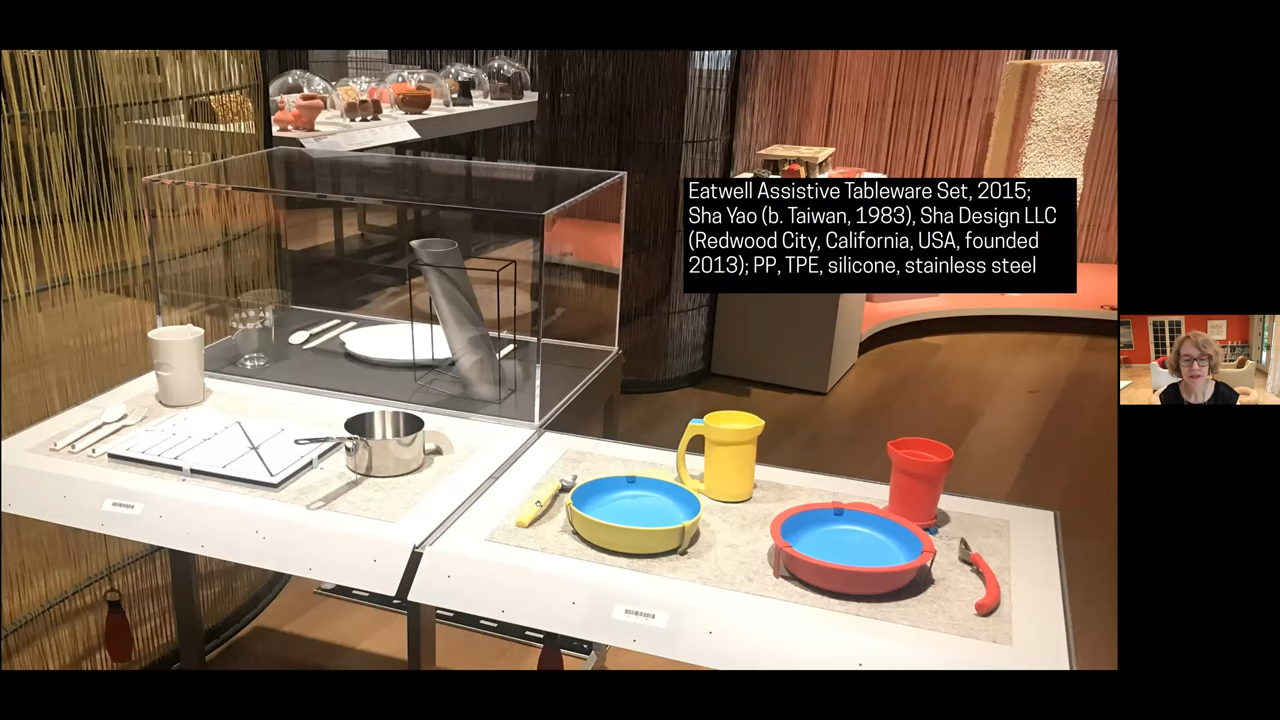 Eatwell Assistive Tableware Set, 2015;
Sha Yao (b. Taiwan, 1983), Sha Design LLC
(Redwood City, California, USA, founded
2013); PP, TPE, silicone, stainless steel